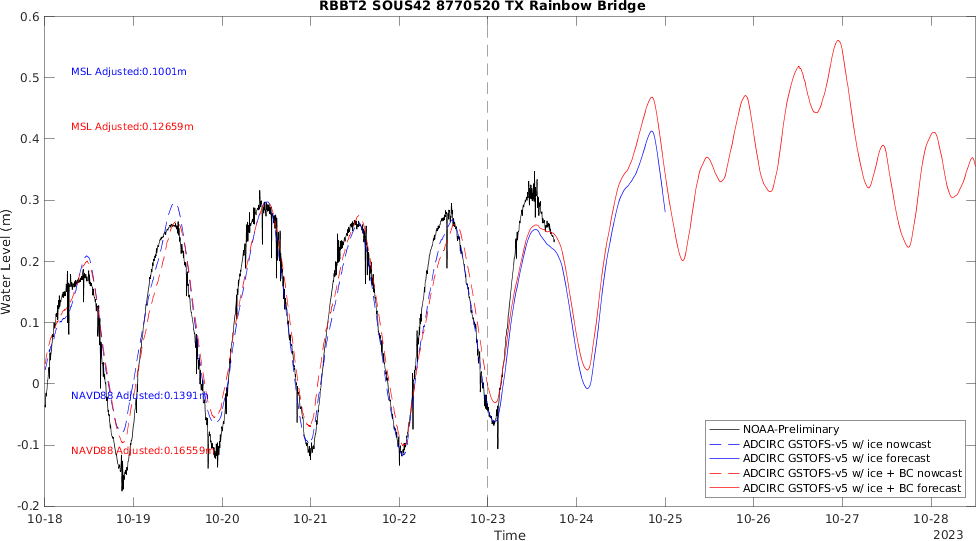 RBBT2 SOUS42 8770520 TX Rainbow Bridge
0.6
0.5
0.4
0.3
0.2
0.1
0
-0.1
-0.2
Water Level (m)
MSL Adjusted:0.1001m
MSL Adjusted:0.12659m
NAVD88 Adjusted:0.1391m
NAVD88 Adjusted:0.16559m
NOAA-Preliminary
ADCIRC GSTOFS-v5 w/ ice nowcast
ADCIRC GSTOFS-v5 w/ ice forecast
ADCIRC GSTOFS-v5 w/ ice + BC nowcast
ADCIRC GSTOFS-v5 w/ ice + BC forecast
10-18 10-19 10-20 10-21 10-22 10-23 10-24 10-25 10-26 10-27 10-28
Time
2023